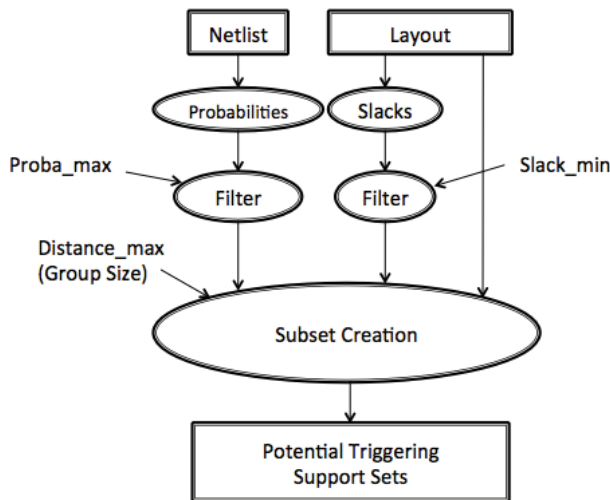 Netlist
Layout
Probabilities
Slacks
Proba_max
Slack_min
Filter
Filter
Distance_max
(Group Size)
Subset Creation
Potential Triggering
Support Sets